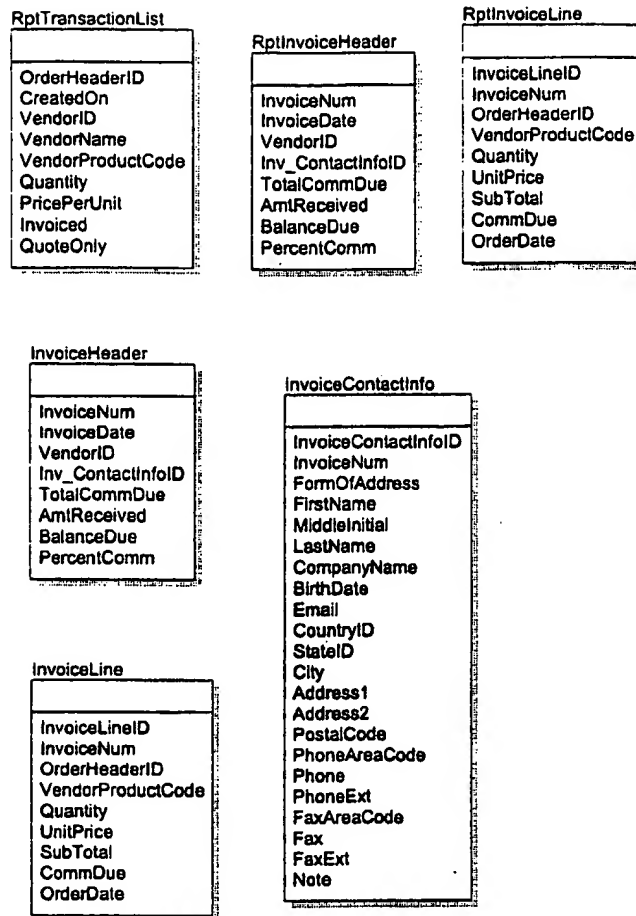 RptTransactionList
OrderHeaderID
CreatedOn
VendorID
VendorName
VendorProductCode
Quantity
PricePerUnit
Invoiced
QuoteOnly
RptInvoiceHeader
InvoiceNum
InvoiceDate
VendorID
Inv_ContactInfoID
TotalCommDue
AmtReceived
BalanceDue
PercentComm
RptInvoiceLine
InvoiceLineID
InvoiceNum
OrderHeaderID
VendorProductCode
Quantity
UnitPrice
SubTotal
CommDue
OrderDate
InvoiceHeader
InvoiceNum
InvoiceDate
VendorID
Inv_ContactInfoID
TotalCommDue
AmtReceived
BalanceDue
PercentComm
InvoiceContactInfo
InvoiceContactInfoID
InvoiceNum
FormOfAddress
FirstName
MiddleInitial
LastName
CompanyName
BirthDate
Email
CountryID
StateID
City
Address1
Address2
PostalCode
PhoneAreaCode
Phone
PhoneExt
FaxAreaCode
Fax
FaxExt
Note
InvoiceLine
InvoiceLineID
InvoiceNum
OrderHeaderID
VendorProductCode
Quantity
UnitPrice
SubTotal
CommDue
OrderDate